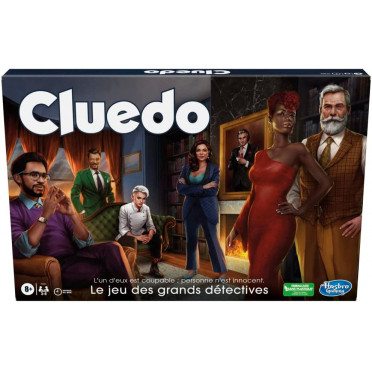 Cluedo
L'un d'eux est coupable : personne n'est innocent.
Le jeu des grands détectives
8+
Hasbro
Gaming